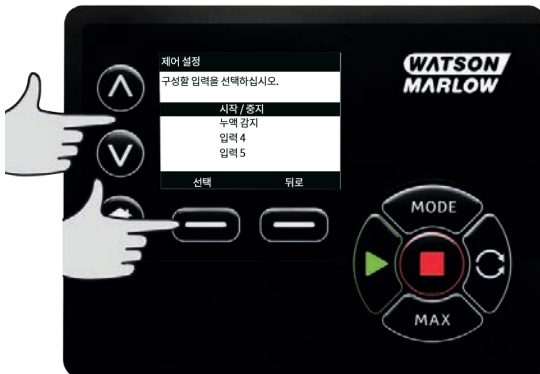 제어 설정
구성할 입력을 선택하십시오.
시작 / 중지
누액 감지
입력 4
입력 5
선택 뒤로
WATSON
MARLOW
MODE
MAX